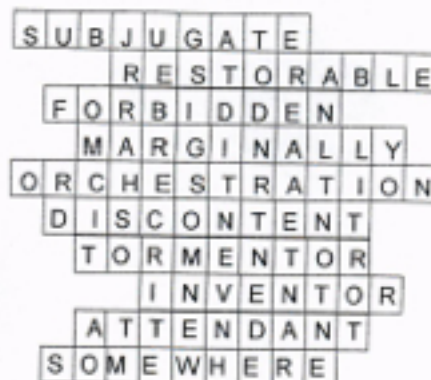 SUBJUGATE
RESTORABLE
FORBIDDEN
MARGINALLY
ORCHESTRATION
DISCONTENT
TORMENTOR
INVENTOR
ATTENDANT
SOMEWHERE